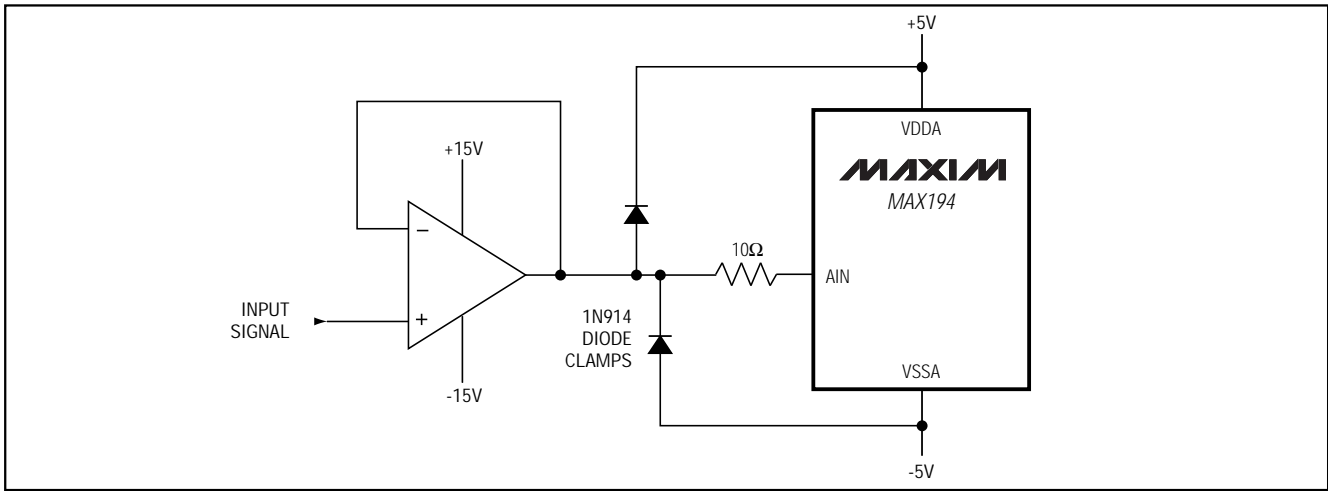 +5V
VDDA
MAXIM
MAX194
+15V
−
10Ω
AIN
INPUT
SIGNAL
+
1N914
DIODE
CLAMPS
-15V
VSSA
-5V